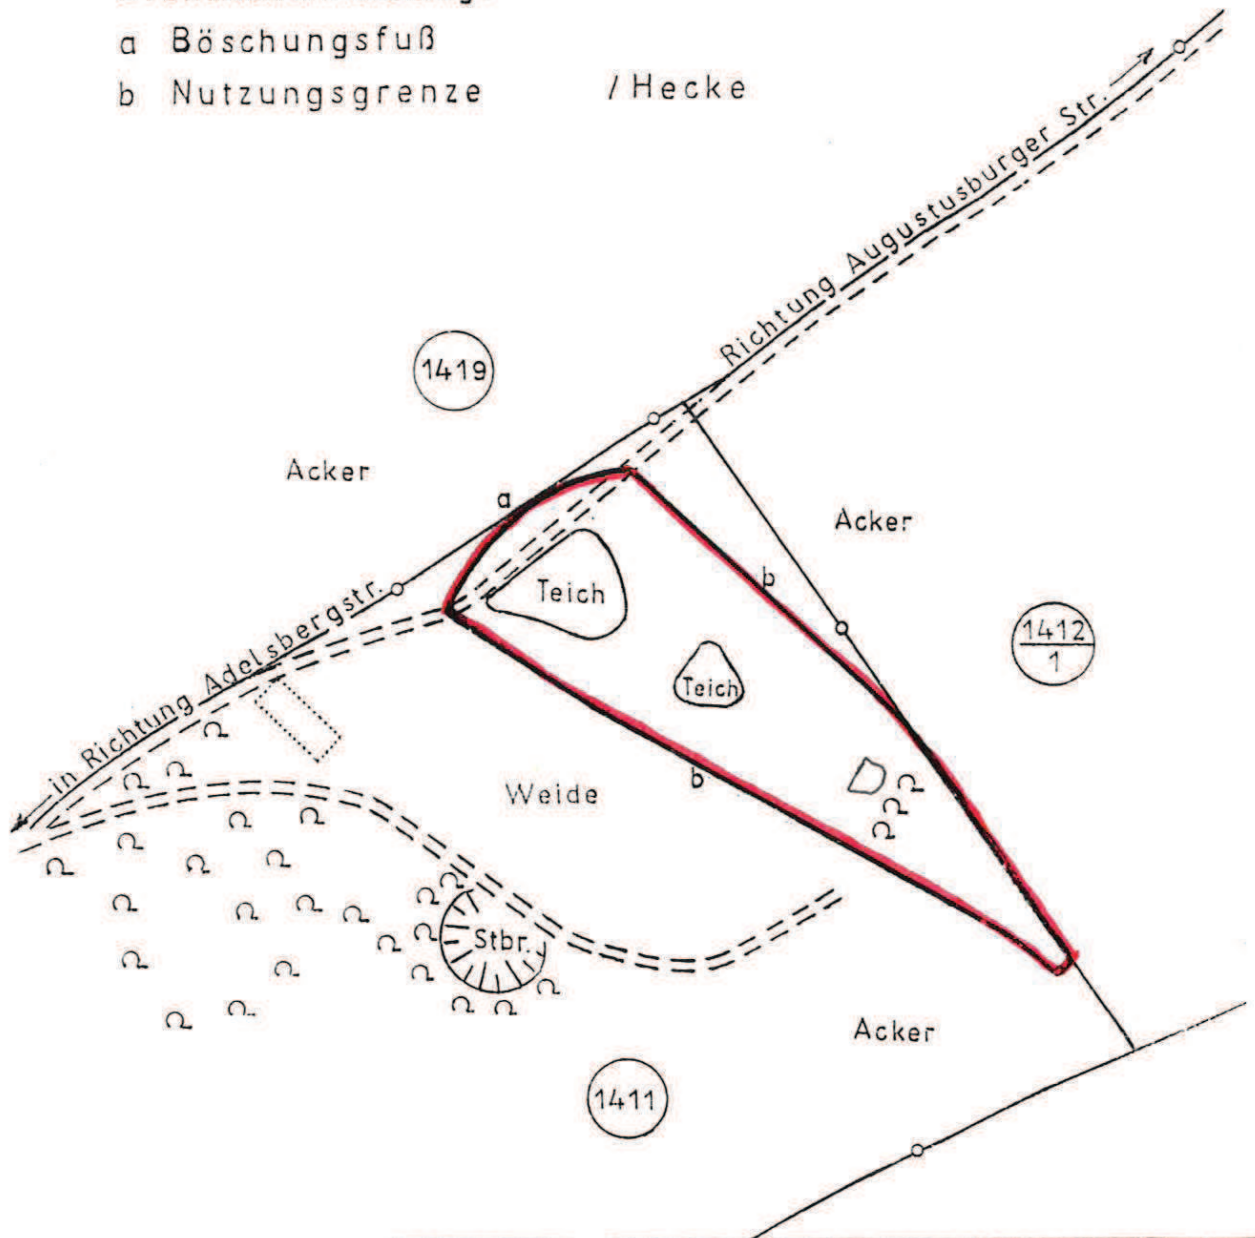 a Böschungsfuß
b Nutzungsgrenze / Hecke
Richtung Augustusburger Str.
1419
Acker
a
Acker
Teich
b
1412
1
Teich
in Richtung Adelsbergstr.
b
Weide
Stbr.
Acker
1411